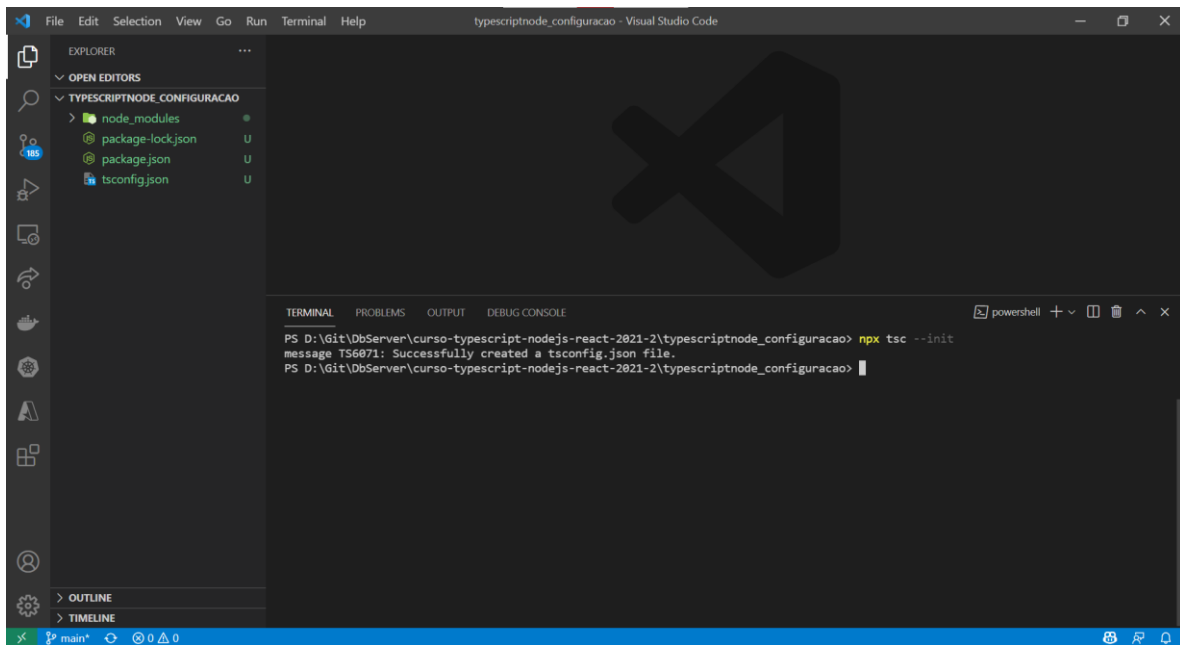 File Edit Selection View Go Run Terminal Help typescriptnode_configuracao - Visual Studio Code
EXPLORER
OPEN EDITORS
TYPESCRIPTNODE_CONFIGURACAO
node_modules
package-lock.json U
package.json U
tsconfig.json U
185
TERMINAL PROBLEMS OUTPUT DEBUG CONSOLE powershell
PS D:\Git\DbServer\curso-typescript-nodejs-react-2021-2\typescriptnode_configuracao> npx tsc --init
message TS6071: Successfully created a tsconfig.json file.
PS D:\Git\DbServer\curso-typescript-nodejs-react-2021-2\typescriptnode_configuracao>
OUTLINE
TIMELINE
main* 0 0